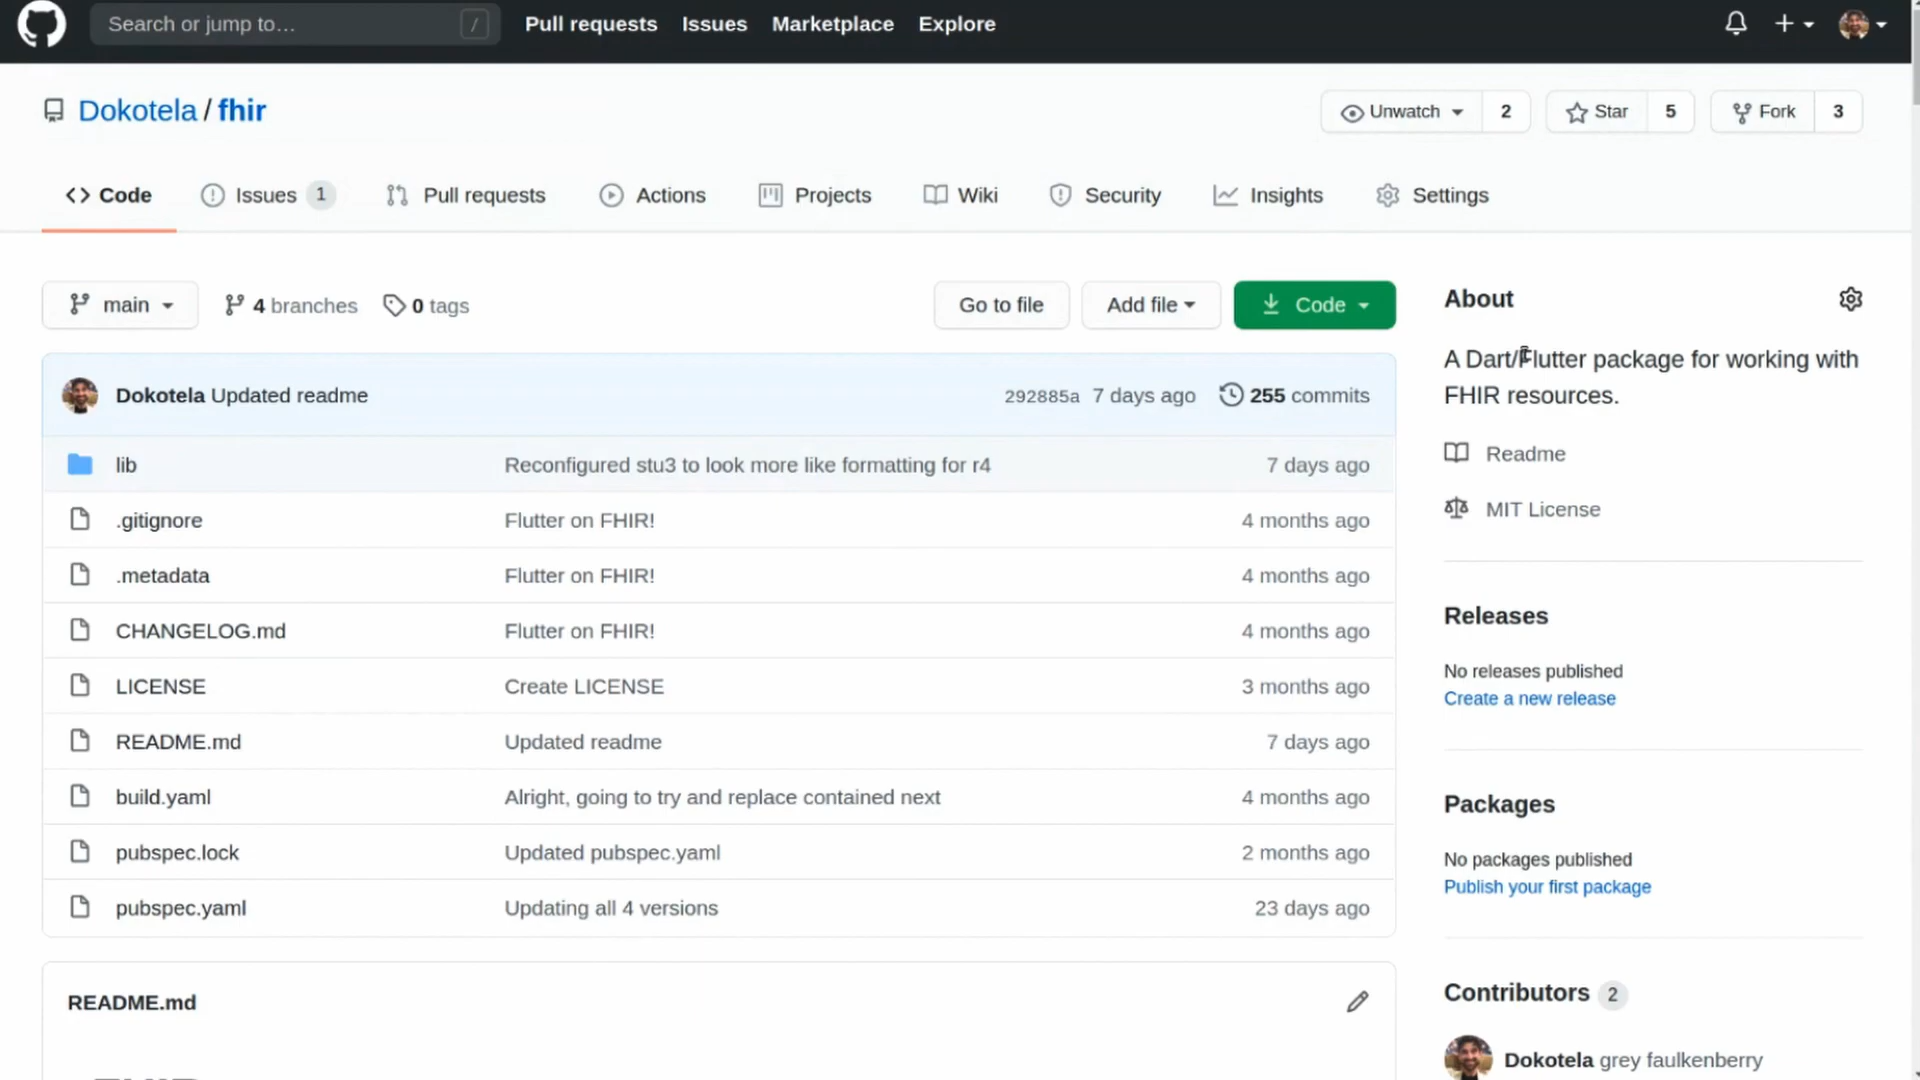 Search or jump to… /
Pull requests Issues Marketplace Explore
Dokotela / fhir
Unwatch 2 Star 5 Fork 3
Code Issues 1 Pull requests Actions Projects Wiki Security Insights Settings
main 4 branches 0 tags Go to file Add file Code
Dokotela Updated readme 292885a 7 days ago 255 commits
lib Reconfigured stu3 to look more like formatting for r4 7 days ago
.gitignore Flutter on FHIR! 4 months ago
.metadata Flutter on FHIR! 4 months ago
CHANGELOG.md Flutter on FHIR! 4 months ago
LICENSE Create LICENSE 3 months ago
README.md Updated readme 7 days ago
build.yaml Alright, going to try and replace contained next 4 months ago
pubspec.lock Updated pubspec.yaml 2 months ago
pubspec.yaml Updating all 4 versions 23 days ago
README.md
About
A Dart/Flutter package for working with
FHIR resources.
Readme
MIT License
Releases
No releases published
Create a new release
Packages
No packages published
Publish your first package
Contributors 2
Dokotela grey faulkenberry